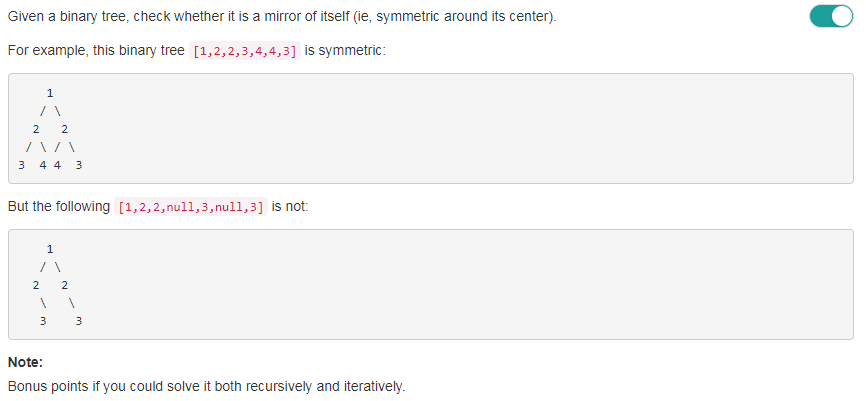 Given a binary tree, check whether it is a mirror of itself (ie, symmetric around its center).
For example, this binary tree [1,2,2,3,4,4,3] is symmetric:
    1
   / \
  2   2
 / \ / \
3  4 4  3
But the following [1,2,2,null,3,null,3] is not:
    1
   / \
  2   2
   \   \
   3    3
Note:
Bonus points if you could solve it both recursively and iteratively.